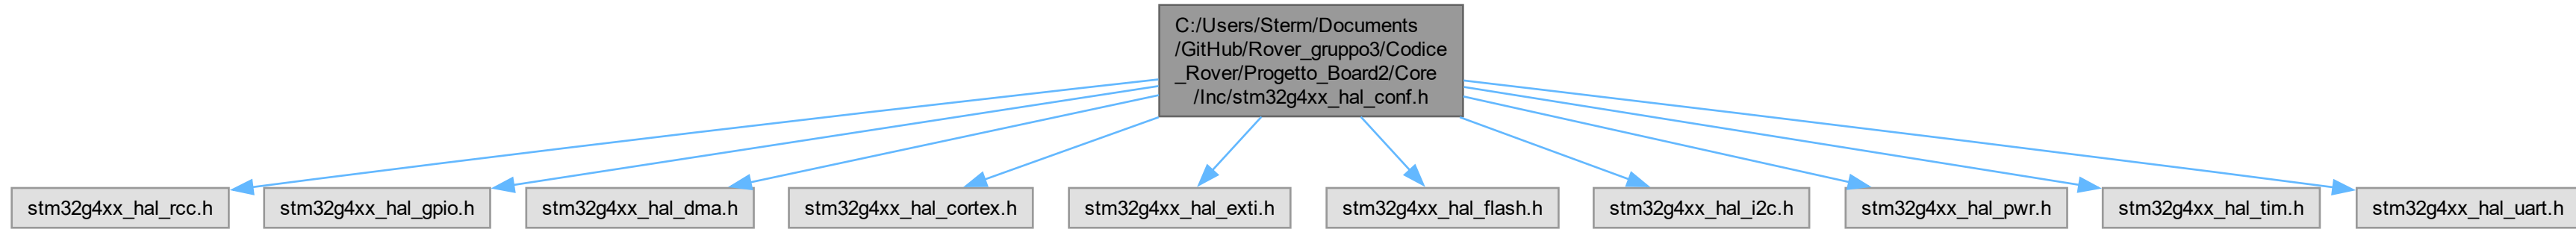 C:/Users/Sterm/Documents
/GitHub/Rover_gruppo3/Codice
_Rover/Progetto_Board2/Core
/Inc/stm32g4xx_hal_conf.h
stm32g4xx_hal_rcc.h
stm32g4xx_hal_gpio.h
stm32g4xx_hal_dma.h
stm32g4xx_hal_cortex.h
stm32g4xx_hal_exti.h
stm32g4xx_hal_flash.h
stm32g4xx_hal_i2c.h
stm32g4xx_hal_pwr.h
stm32g4xx_hal_tim.h
stm32g4xx_hal_uart.h